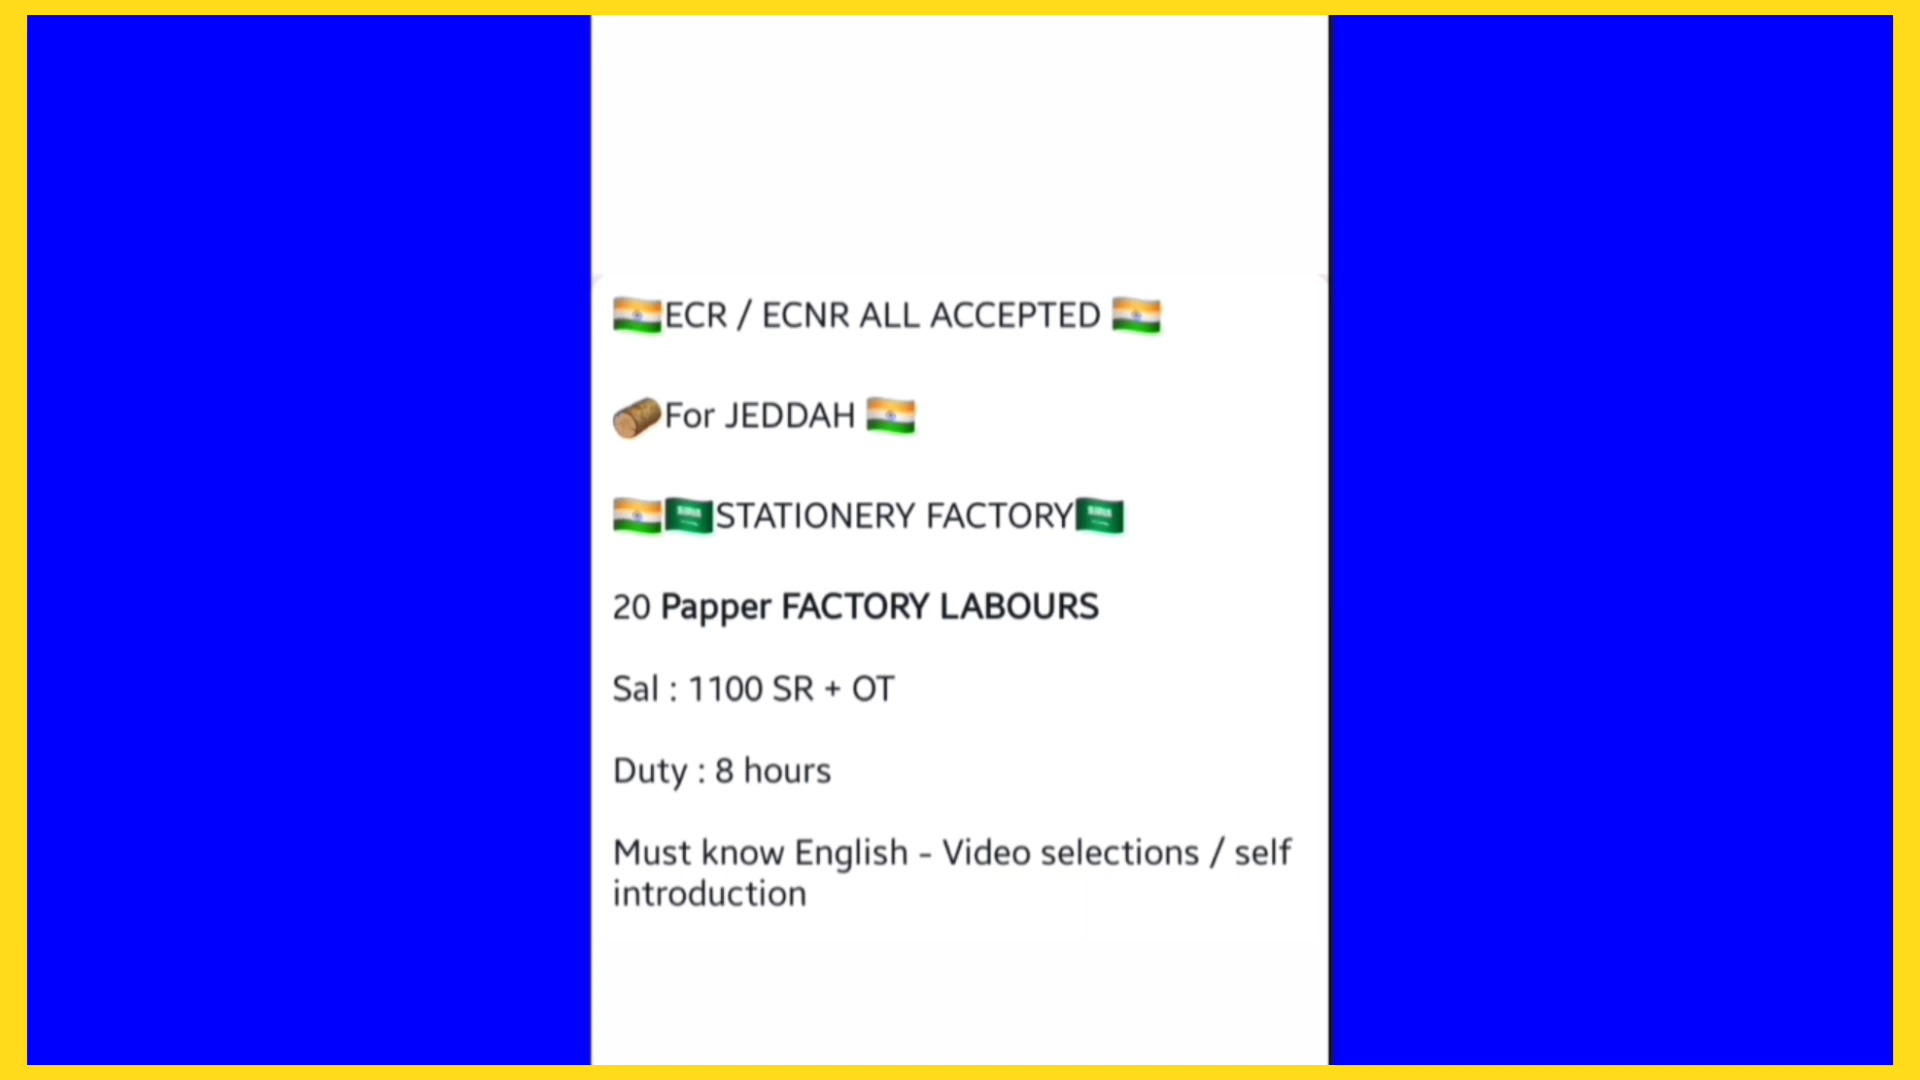 🇮🇳ECR / ECNR ALL ACCEPTED 🇮🇳
🪵For JEDDAH 🇮🇳
🇮🇳🇸🇦STATIONERY FACTORY🇸🇦
20 Papper FACTORY LABOURS
Sal : 1100 SR + OT
Duty : 8 hours
Must know English - Video selections / self
introduction